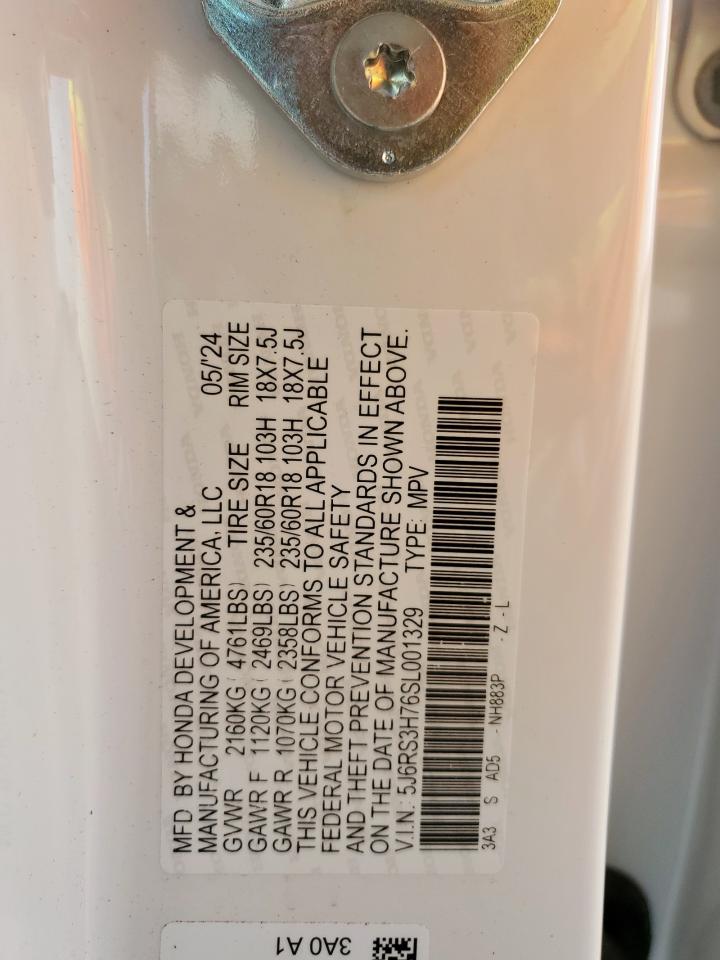 MFD BY HONDA DEVELOPMENT &
MANUFACTURING OF AMERICA, LLC 05/'24
GVWR 2160KG (4761LBS) TIRE SIZE RIM SIZE
GAWR F 1120KG (2469LBS) 235/60R18 103H 18X7.5J
GAWR R 1070KG (2358LBS) 235/60R18 103H 18X7.5J
THIS VEHICLE CONFORMS TO ALL APPLICABLE
FEDERAL MOTOR VEHICLE SAFETY
AND THEFT PREVENTION STANDARDS IN EFFECT
ON THE DATE OF MANUFACTURE SHOWN ABOVE.
V.I.N.: 5J6RS3H76SL001329 TYPE: MPV
3A3 S AD5 -NH883P -Z-L
3A0 A1